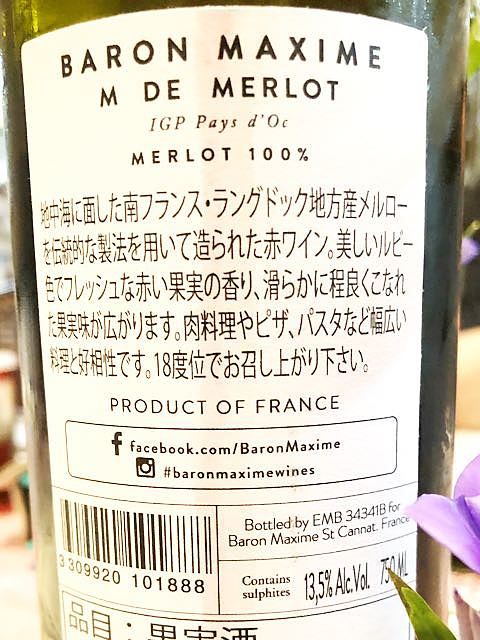 BARON MAXIME
M DE MERLOT
IGP Pays d'Oc
MERLOT 100%
地中海に面した南フランス・ラングドック地方産メルロー
を伝統的な製法を用いて造られた赤ワイン。美しいルビー
色でフレッシュな赤い果実の香り、滑らかに程良くこなれ
た果実味が広がります。肉料理やピザ、パスタなど幅広い
料理と好相性です。18度位でお召し上がり下さい。
PRODUCT OF FRANCE
facebook.com/BaronMaxime
#baronmaximewines
Bottled by EMB 34341B for
Baron Maxime St Cannat. France
3 309920 101888
Contains
sulphites
13,5% Alc.Vol. 750 ML
品目:果実酒